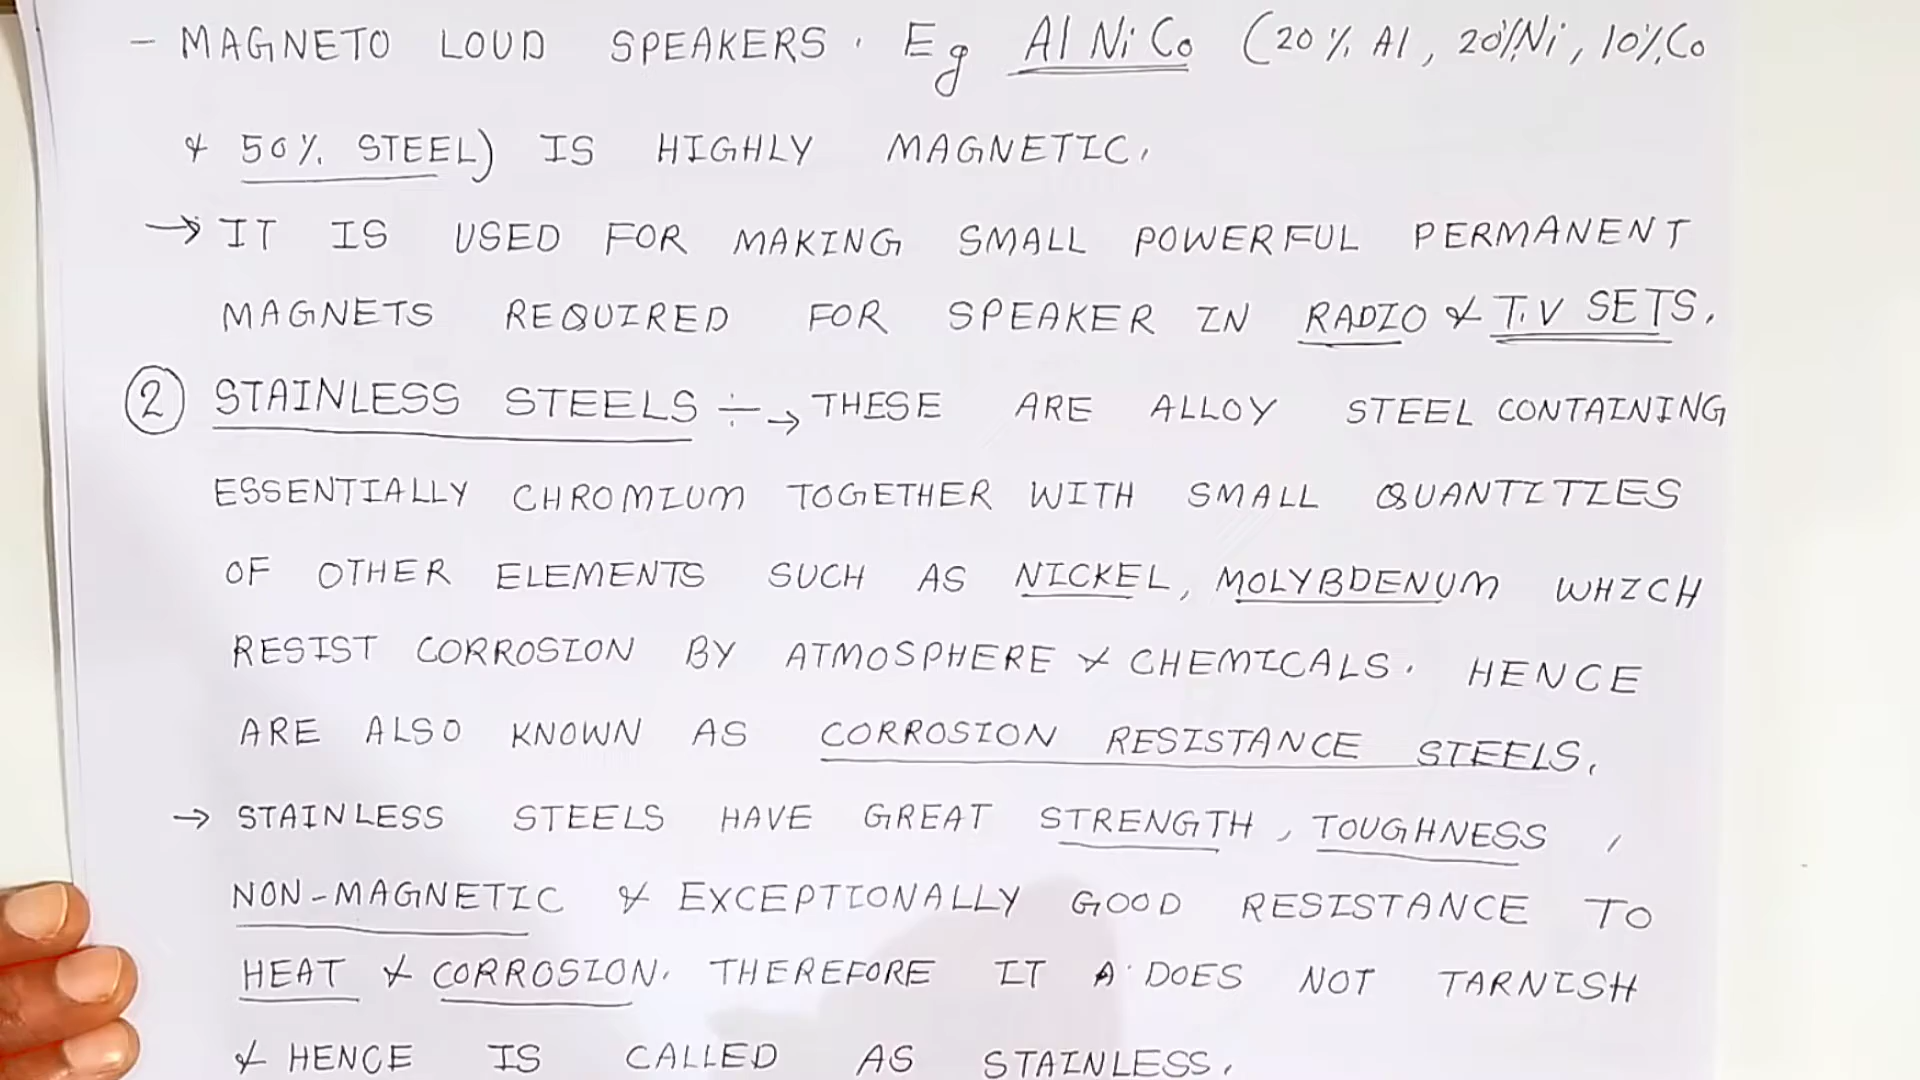 - MAGNETO LOUD SPEAKERS. Eg AlNiCo (20% Al, 20% Ni, 10% Co
& 50% STEEL) IS HIGHLY MAGNETIC.
→ IT IS USED FOR MAKING SMALL POWERFUL PERMANENT
MAGNETS REQUIRED FOR SPEAKER IN RADIO & T.V SETS.
② STAINLESS STEELS ÷→ THESE ARE ALLOY STEEL CONTAINING
ESSENTIALLY CHROMIUM TOGETHER WITH SMALL QUANTITIES
OF OTHER ELEMENTS SUCH AS NICKEL, MOLYBDENUM WHICH
RESIST CORROSION BY ATMOSPHERE & CHEMICALS. HENCE
ARE ALSO KNOWN AS CORROSION RESISTANCE STEELS.
→ STAINLESS STEELS HAVE GREAT STRENGTH, TOUGHNESS,
NON-MAGNETIC & EXCEPTIONALLY GOOD RESISTANCE TO
HEAT & CORROSION. THEREFORE IT A DOES NOT TARNISH
& HENCE IS CALLED AS STAINLESS.